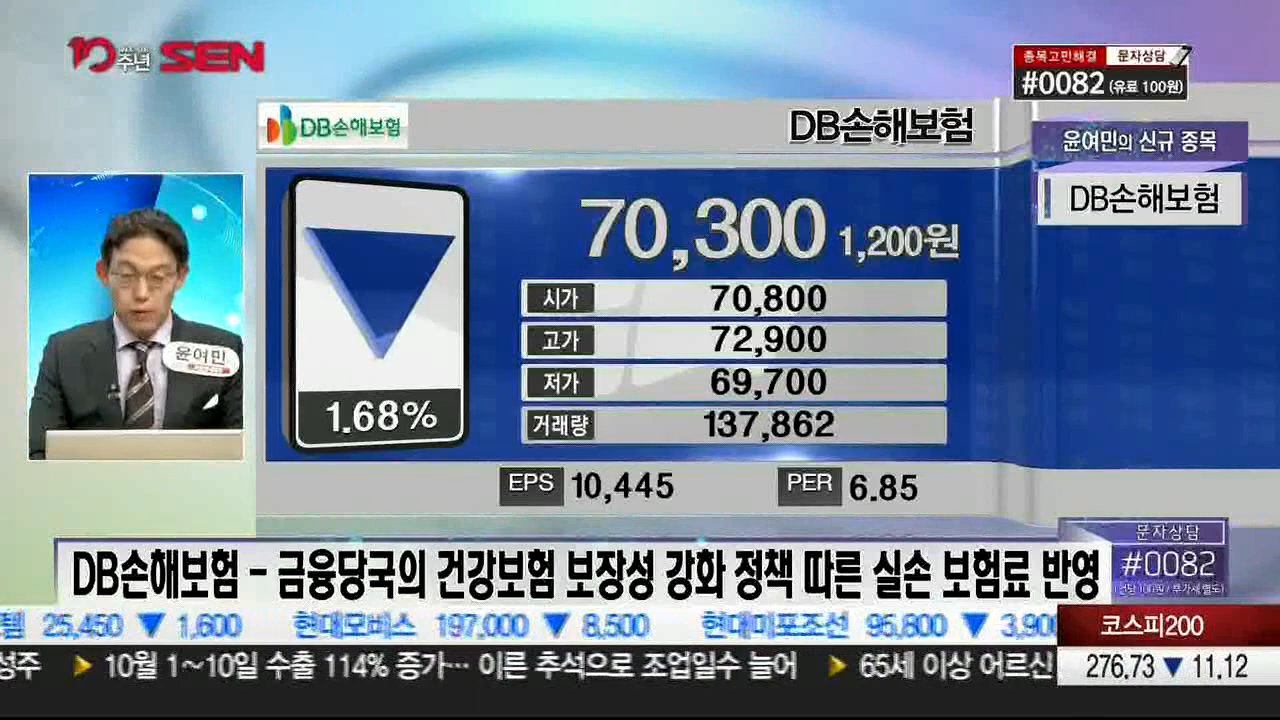 10주년 SEN
종목고민해결 문자상담
#0082 (유료 100원)
DB손해보험
DB손해보험
윤여민의 신규 종목
DB손해보험
70,300 1,200원
시가 70,800
고가 72,900
저가 69,700
거래량 137,862
1.68%
윤여민
EPS 10,445 PER 6.85
문자상담
#0082
DB손해보험 - 금융당국의 건강보험 보장성 강화 정책 따른 실손 보험료 반영
템 25,450 ▼ 1,600 현대모비스 197,000 ▼ 8,500 현대미포조선 95,800 ▼ 3,900
코스피200
276.73 ▼ 11.12
성주 ▶ 10월 1~10일 수출 114% 증가… 이른 추석으로 조업일수 늘어 ▶ 65세 이상 어르신